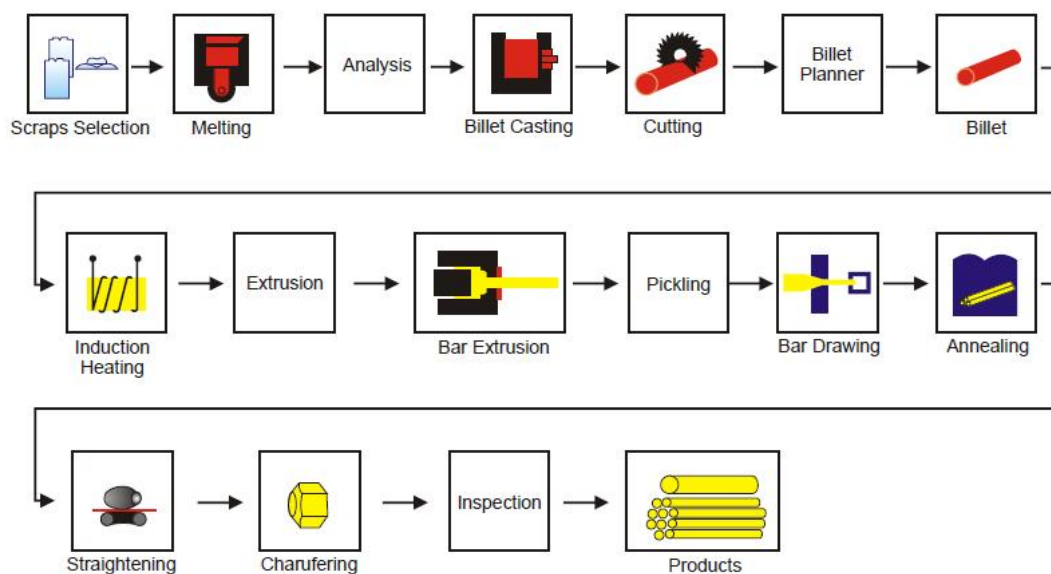 Analysis
Billet
Planner
Scraps Selection
Melting
Billet Casting
Cutting
Billet
Extrusion
Pickling
Induction
Heating
Bar Extrusion
Bar Drawing
Annealing
Inspection
Straightening
Charufering
Products